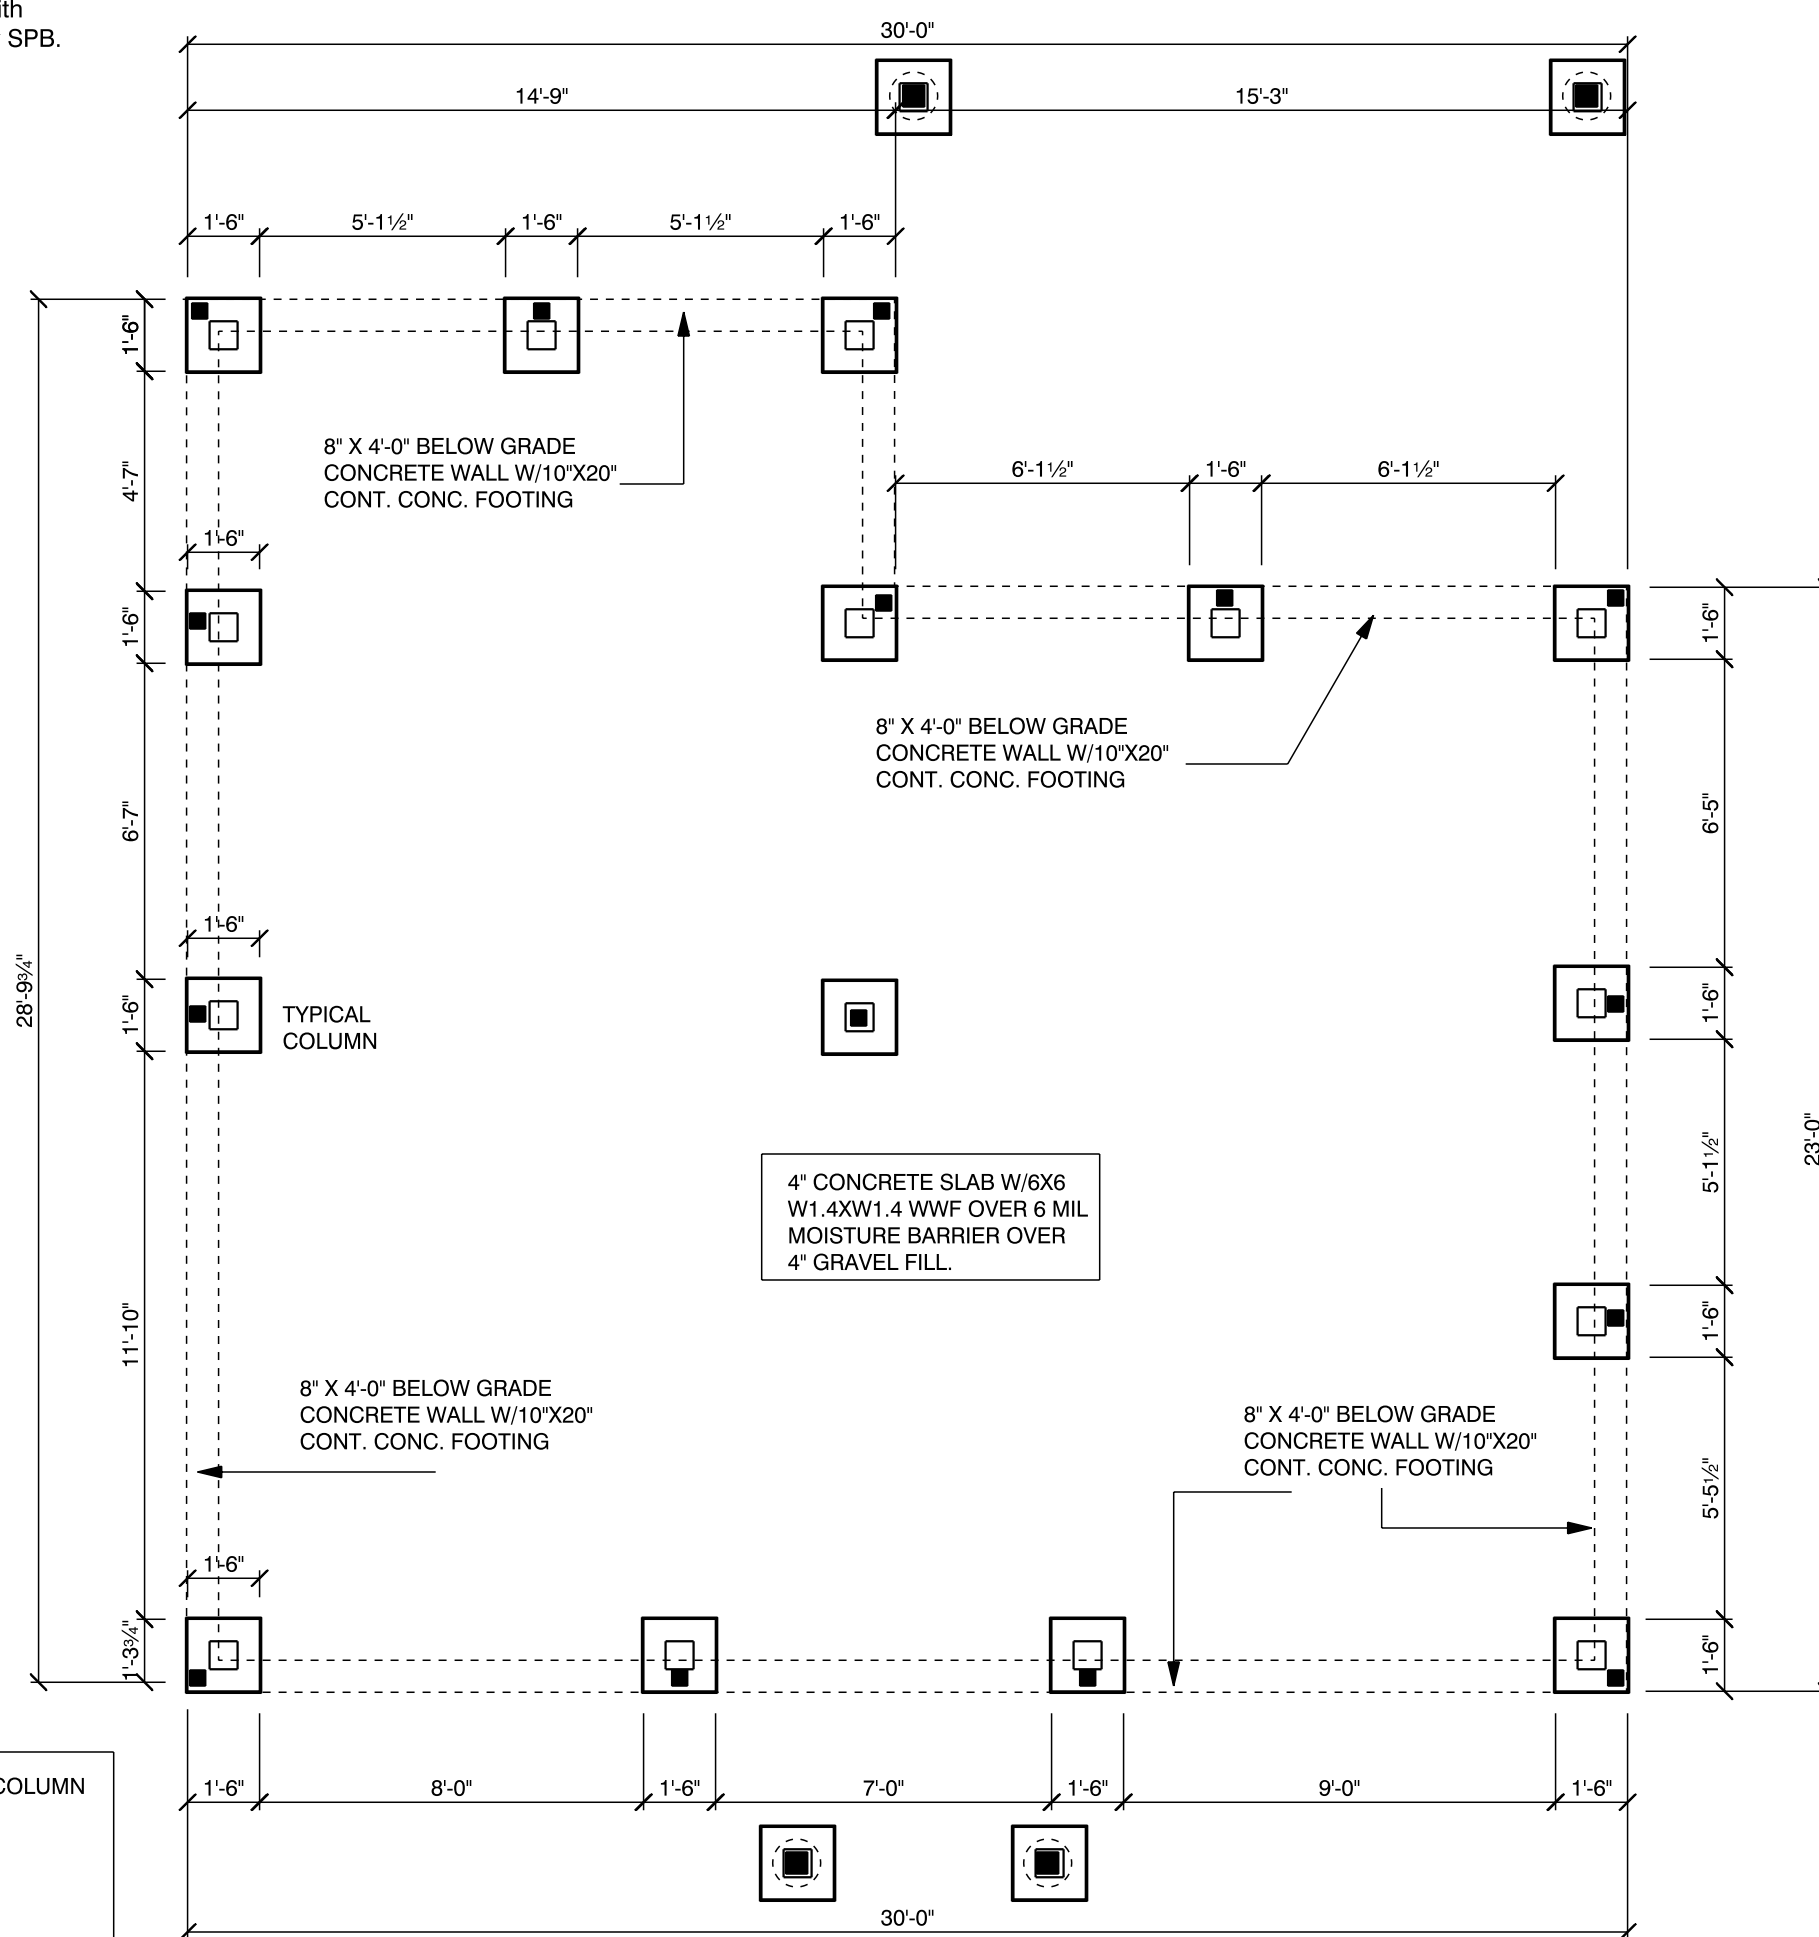 ith
SPB.
30'-0"
14'-9"
15'-3"
1'-6"
5'-1½"
1'-6"
5'-1½"
1'-6"
1'-6"
8" X 4'-0" BELOW GRADE
CONCRETE WALL W/10"X20"
CONT. CONC. FOOTING
4'-7"
6'-1½"
1'-6"
6'-1½"
1'-6"
1'-6"
1'-6"
8" X 4'-0" BELOW GRADE
CONCRETE WALL W/10"X20"
CONT. CONC. FOOTING
6'-7"
6'-5"
1'-6"
28'-9¾"
1'-6"
TYPICAL
COLUMN
1'-6"
4" CONCRETE SLAB W/6X6
W1.4XW1.4 WWF OVER 6 MIL
MOISTURE BARRIER OVER
4" GRAVEL FILL.
5'-1½"
23'-0"
11'-10"
1'-6"
8" X 4'-0" BELOW GRADE
CONCRETE WALL W/10"X20"
CONT. CONC. FOOTING
8" X 4'-0" BELOW GRADE
CONCRETE WALL W/10"X20"
CONT. CONC. FOOTING
5'-5½"
1'-6"
1'-3¾"
1'-6"
COLUMN
1'-6"
8'-0"
1'-6"
7'-0"
1'-6"
9'-0"
1'-6"
30'-0"